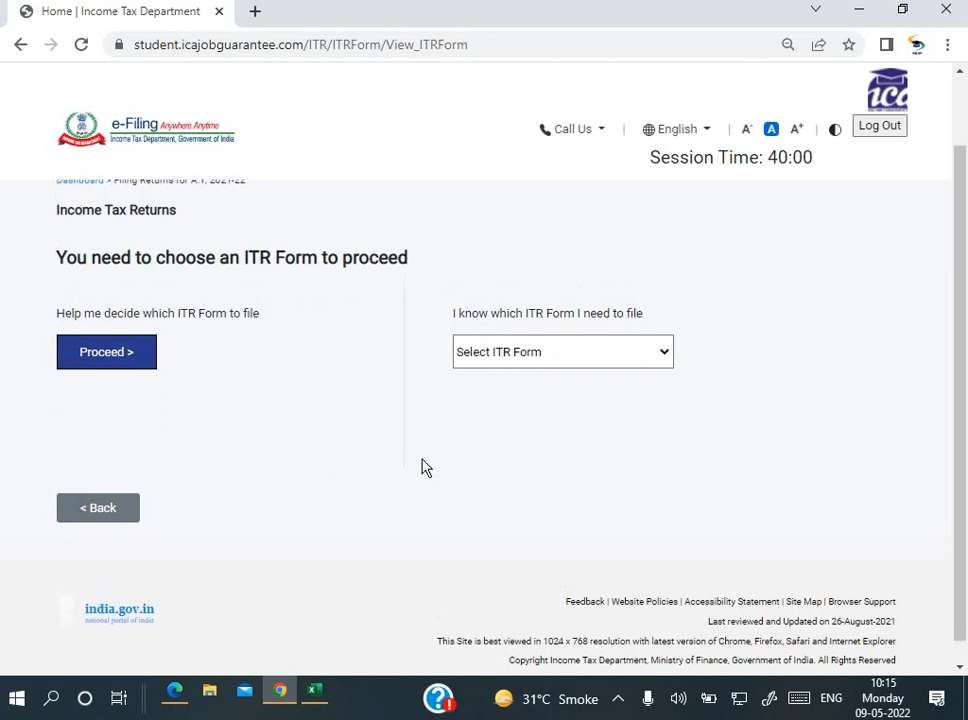 Home | Income Tax Department
student.icajobguarantee.com/ITR/ITRForm/View_ITRForm
ica
e-Filing Anywhere Anytime
Income Tax Department, Government of India
Call Us
English
A-
A
A+
Log Out
Session Time: 40:00
Dashboard > Filing Returns for A.Y. 2021-22
Income Tax Returns
You need to choose an ITR Form to proceed
Help me decide which ITR Form to file
I know which ITR Form I need to file
Proceed >
Select ITR Form
< Back
india.gov.in
national portal of india
Feedback | Website Policies | Accessibility Statement | Site Map | Browser Support
Last reviewed and Updated on 26-August-2021
This Site is best viewed in 1024 x 768 resolution with latest version of Chrome, Firefox, Safari and Internet Explorer
Copyright Income Tax Department, Ministry of Finance, Government of India. All Rights Reserved
31°C Smoke
ENG
10:15
Monday
09-05-2022